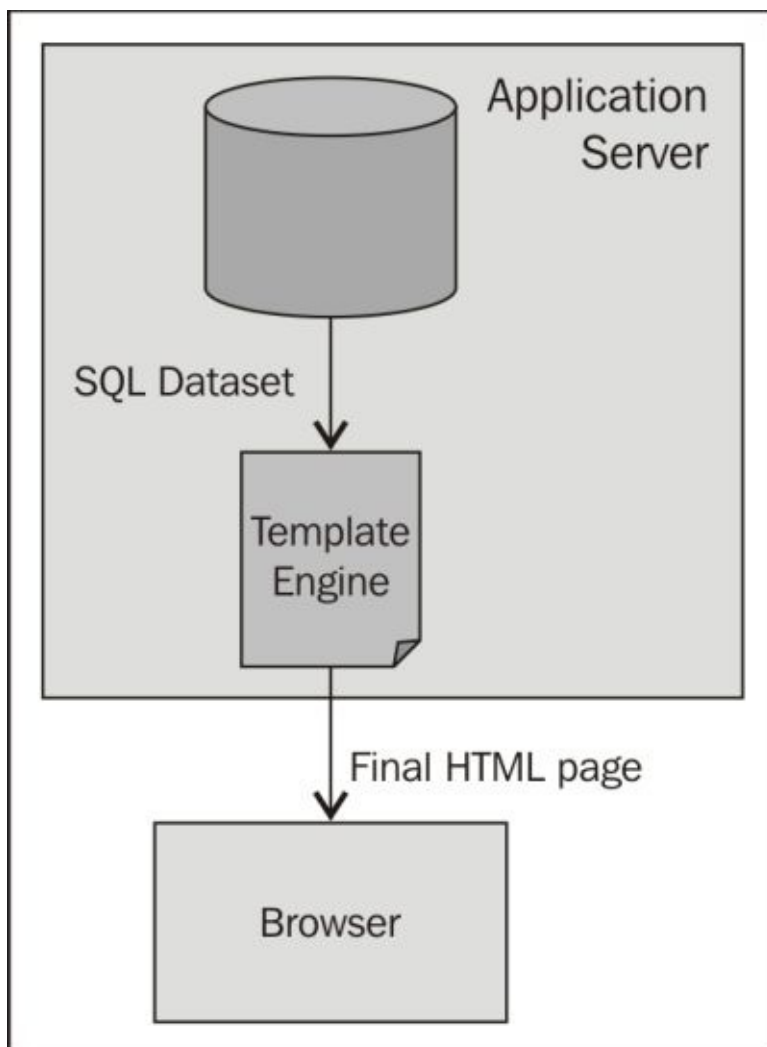 Application
Server
SQL Dataset
Template
Engine
Final HTML page
Browser